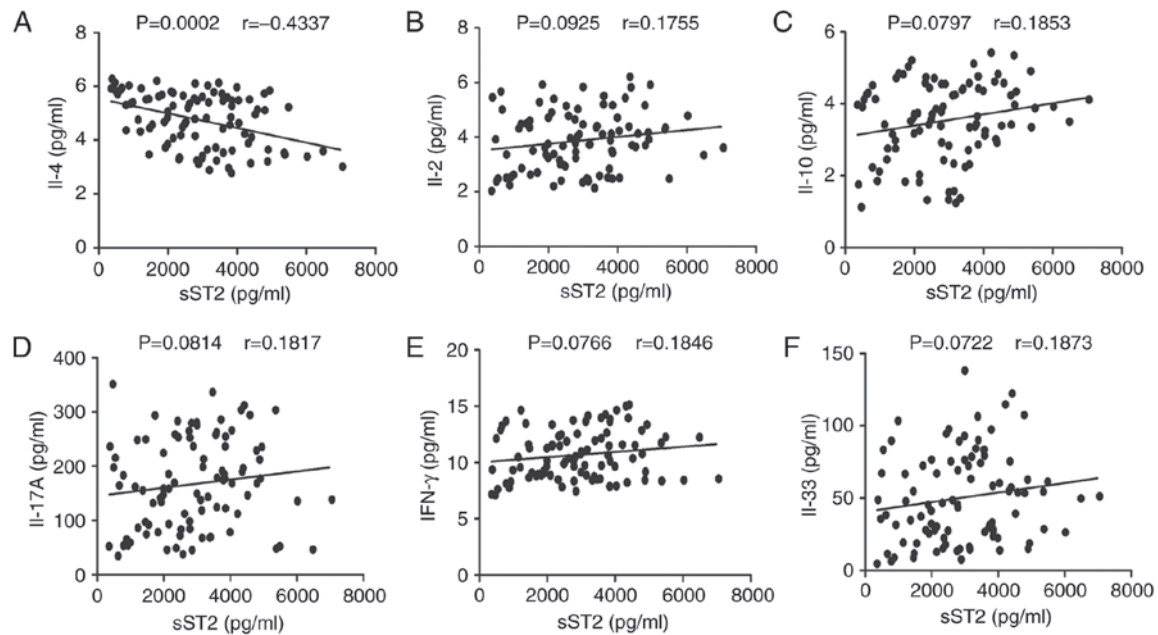 A
P=0.0002 r=–0.4337
Il-4 (pg/ml)
8
6
4
2
0
0 2000 4000 6000 8000
sST2 (pg/ml)
B
P=0.0925 r=0.1755
Il-2 (pg/ml)
8
6
4
2
0
0 2000 4000 6000 8000
sST2 (pg/ml)
C
P=0.0797 r=0.1853
Il-10 (pg/ml)
6
4
2
0
0 2000 4000 6000 8000
sST2 (pg/ml)
D
P=0.0814 r=0.1817
Il-17A (pg/ml)
400
300
200
100
0
0 2000 4000 6000 8000
sST2 (pg/ml)
E
P=0.0766 r=0.1846
IFN-γ (pg/ml)
20
15
10
5
0
0 2000 4000 6000 8000
sST2 (pg/ml)
F
P=0.0722 r=0.1873
Il-33 (pg/ml)
150
100
50
0
0 2000 4000 6000 8000
sST2 (pg/ml)